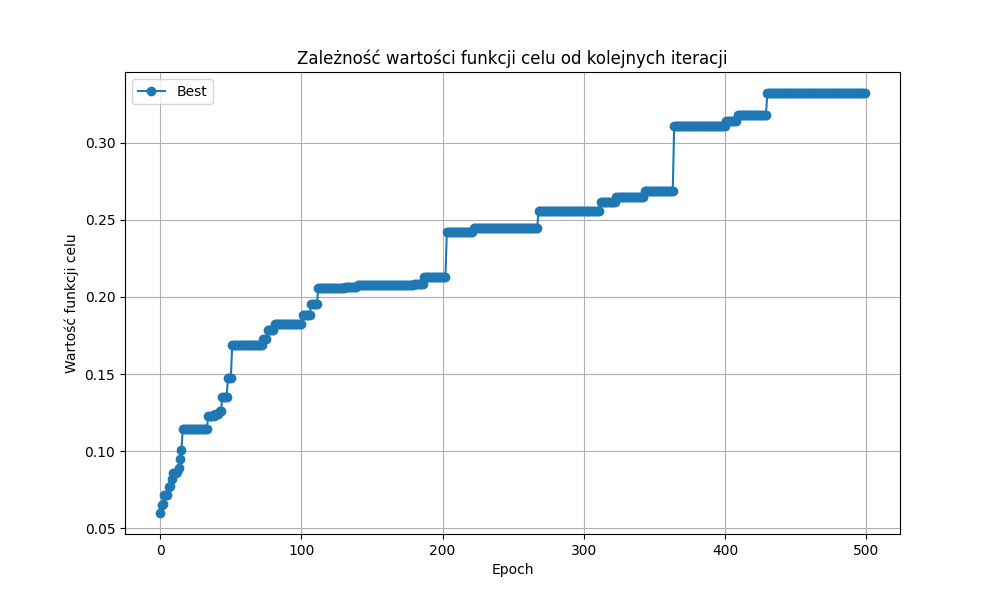 Zależność wartości funkcji celu od kolejnych iteracji
Best
Wartość funkcji celu
0.30
0.25
0.20
0.15
0.10
0.05
0 100 200 300 400 500
Epoch